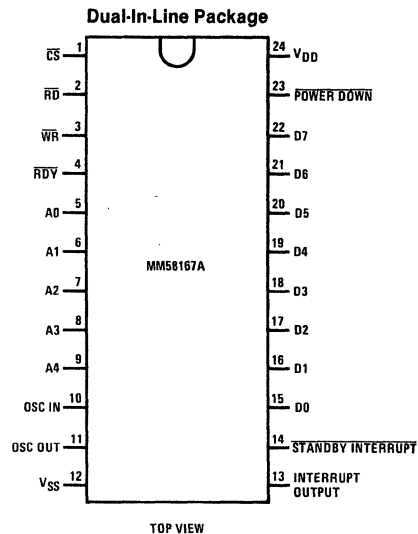 Dual-In-Line Package
CS 1
24 VDD
RD 2
23 POWER DOWN
WR 3
22 D7
RDY 4
21 D6
A0 5
20 D5
A1 6
19 D4
MM58167A
A2 7
18 D3
A3 8
17 D2
A4 9
16 D1
OSC IN 10
15 D0
OSC OUT 11
14 STANDBY INTERRUPT
VSS 12
13 INTERRUPT
OUTPUT
TOP VIEW